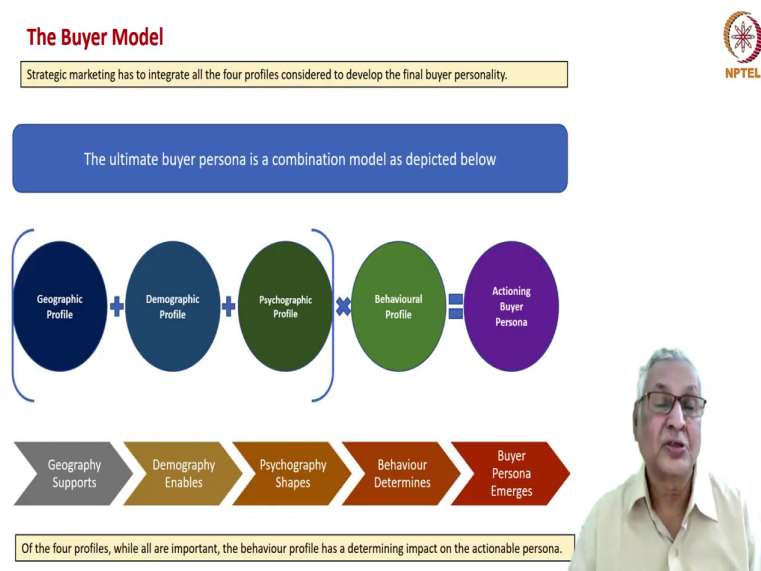 The Buyer Model
NPTEL
Strategic marketing has to integrate all the four profiles considered to develop the final buyer personality.
The ultimate buyer persona is a combination model as depicted below
Geographic
Profile
Demographic
Profile
Psychographic
Profile
Behavioural
Profile
Actioning
Buyer
Persona
Geography
Supports
Demography
Enables
Psychography
Shapes
Behaviour
Determines
Buyer
Persona
Emerges
Of the four profiles, while all are important, the behaviour profile has a determining impact on the actionable persona.